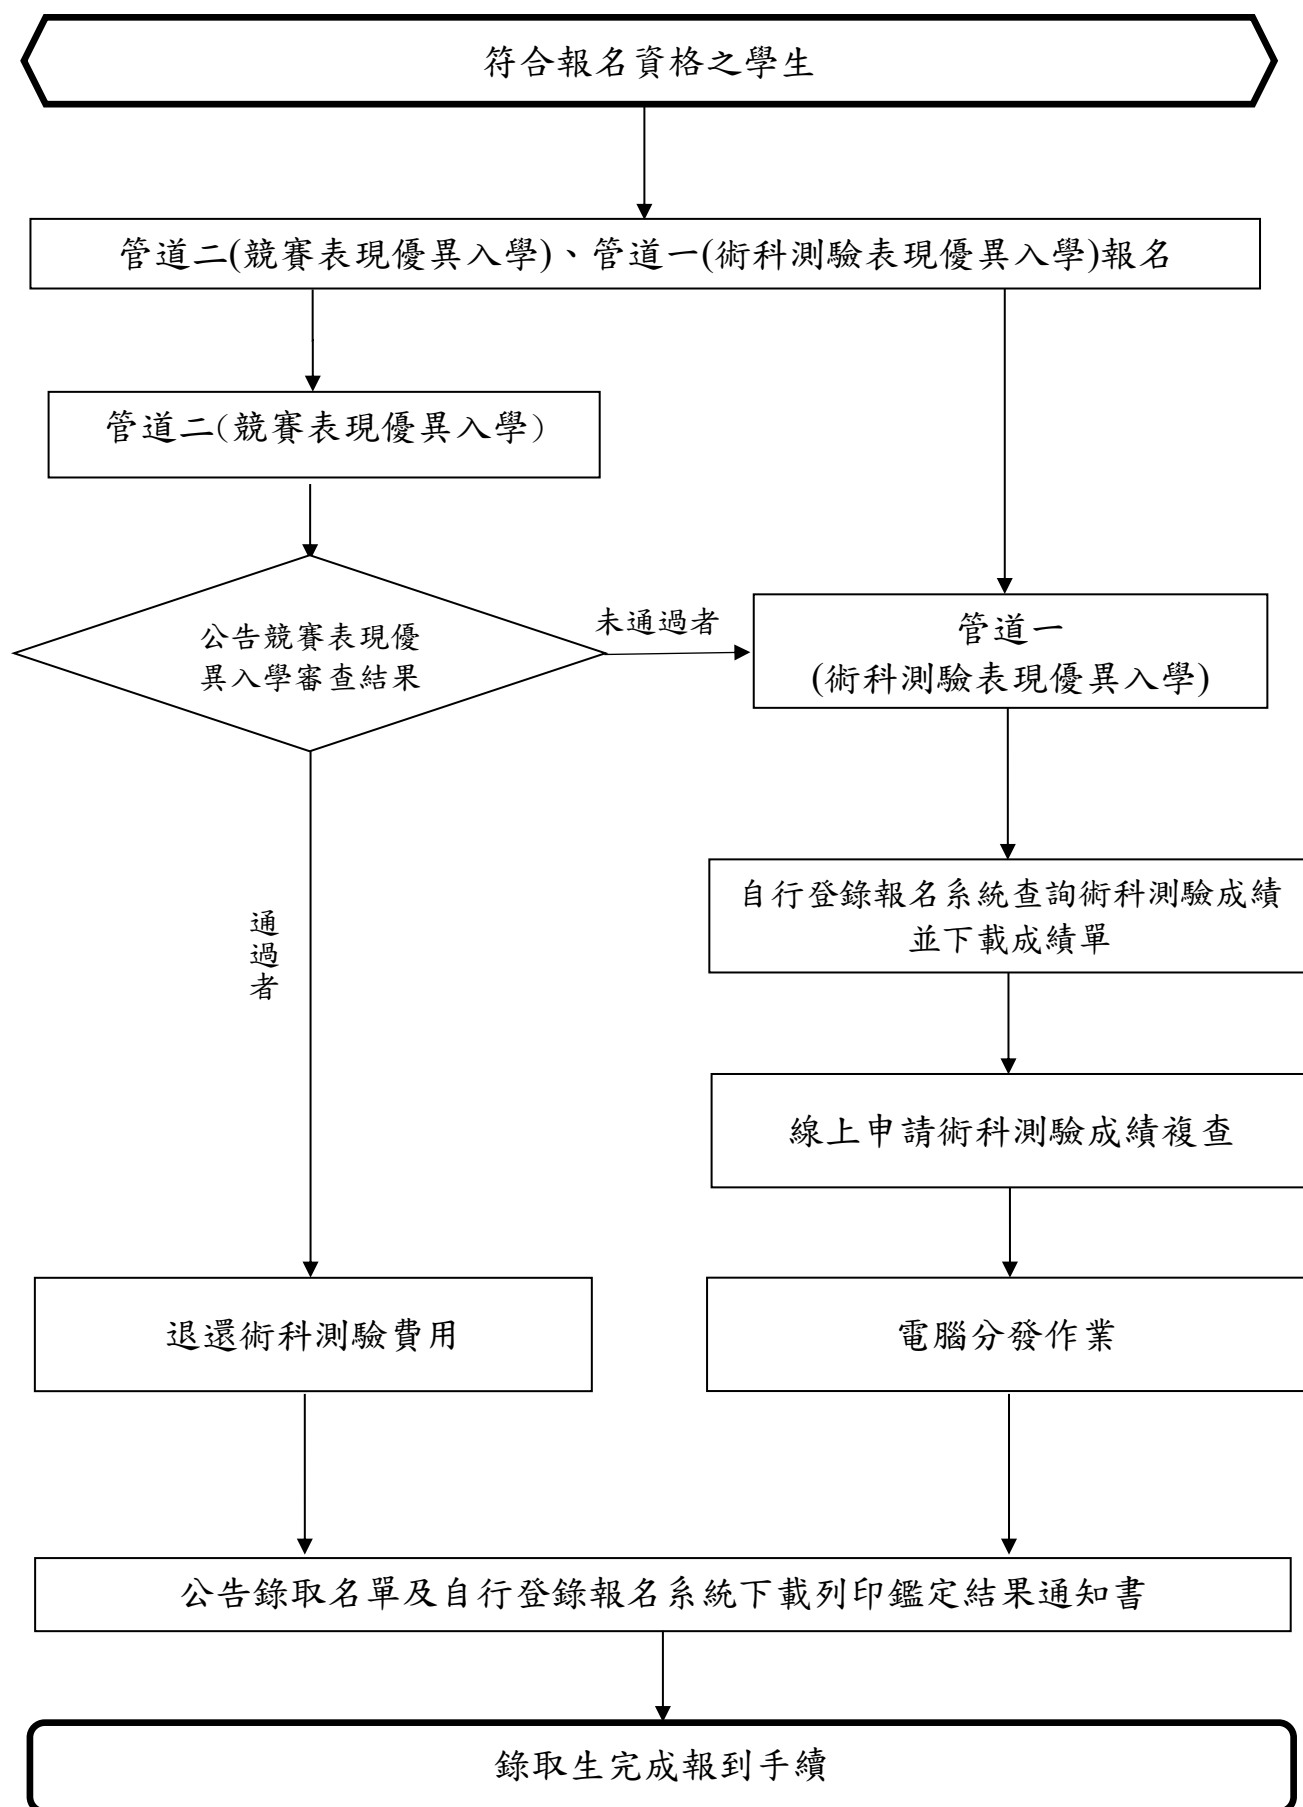 符合報名資格之學生
管道二(競賽表現優異入學)、管道一(術科測驗表現優異入學)報名
管道二(競賽表現優異入學)
公告競賽表現優
異入學審查結果
未通過者
管道一
(術科測驗表現優異入學)
通過者
自行登錄報名系統查詢術科測驗成績
並下載成績單
線上申請術科測驗成績複查
退還術科測驗費用
電腦分發作業
公告錄取名單及自行登錄報名系統下載列印鑑定結果通知書
錄取生完成報到手續